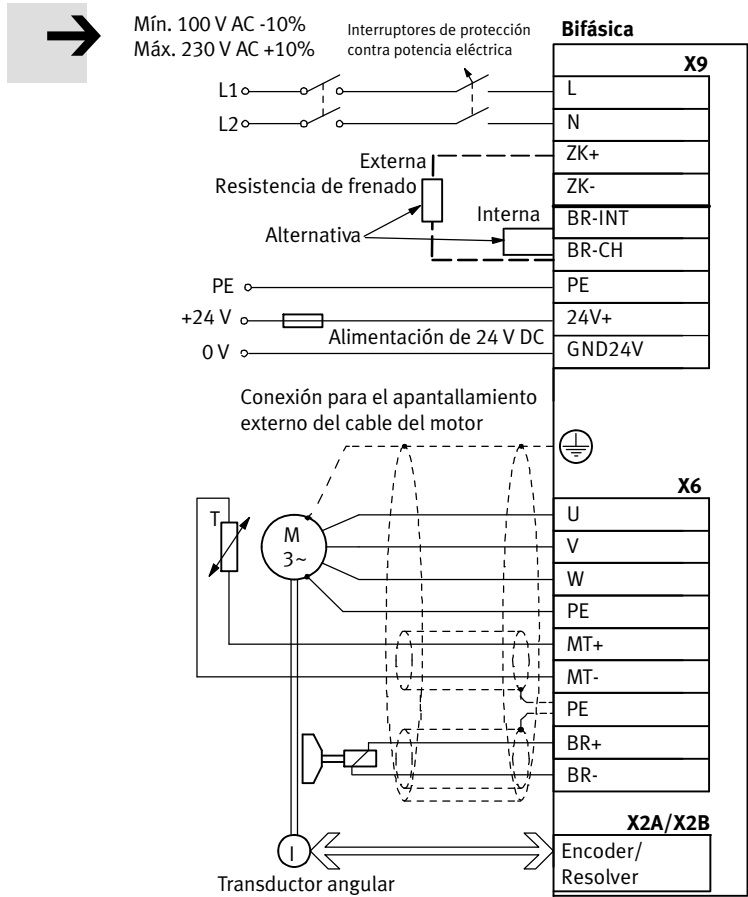 Mín. 100 V AC -10%
Máx. 230 V AC +10%
Interruptores de protección
contra potencia eléctrica
Bifásica
X9
L1
L
L2
N
Externa
ZK+
Resistencia de frenado
ZK-
Interna
BR-INT
Alternativa
BR-CH
PE
PE
+24 V
24V+
Alimentación de 24 V DC
0 V
GND24V
Conexión para el apantallamiento
externo del cable del motor
X6
T
M
3~
U
V
W
PE
MT+
MT-
PE
BR+
BR-
X2A/X2B
I
Encoder/
Resolver
Transductor angular